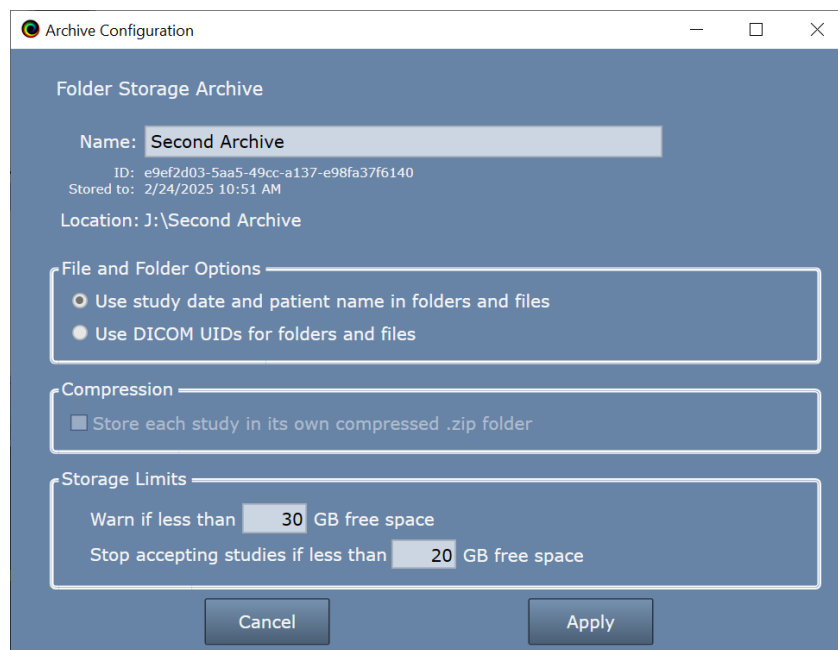 Archive Configuration
Folder Storage Archive
Name: Second Archive
ID: e9ef2d03-5aa5-49cc-a137-e98fa37f6140
Stored to: 2/24/2025 10:51 AM
Location: J:\Second Archive
File and Folder Options
Use study date and patient name in folders and files
Use DICOM UIDs for folders and files
Compression
Store each study in its own compressed .zip folder
Storage Limits
Warn if less than 30 GB free space
Stop accepting studies if less than 20 GB free space
Cancel Apply